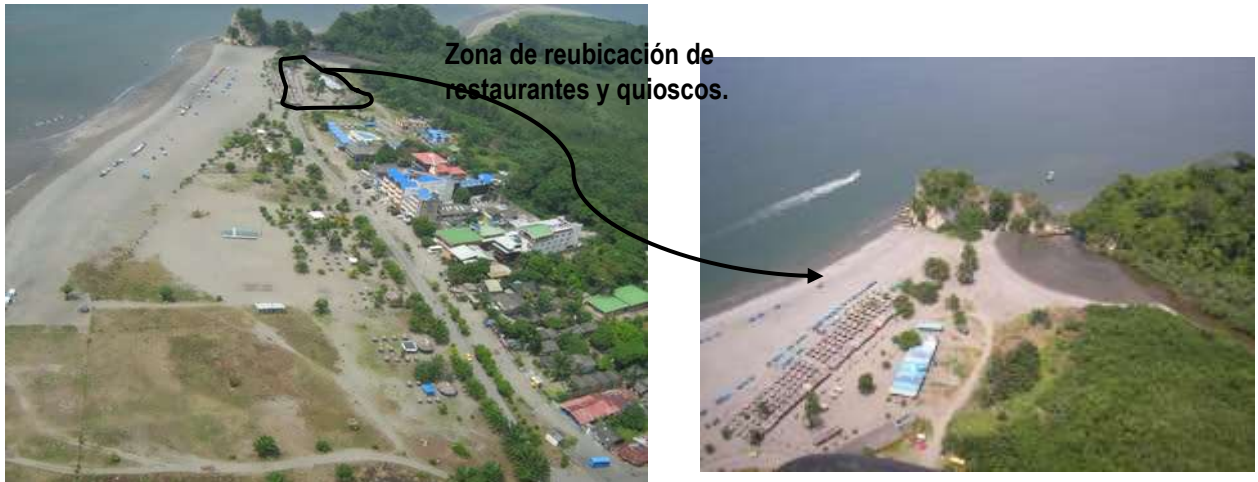 Zona de reubicación de
restaurantes y quioscos.